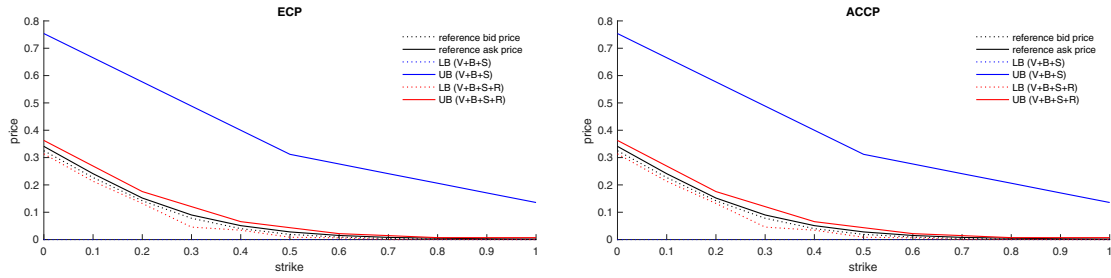 ECP
price
0.8
0.7
0.6
0.5
0.4
0.3
0.2
0.1
0
reference bid price
reference ask price
LB (V+B+S)
UB (V+B+S)
LB (V+B+S+R)
UB (V+B+S+R)
0 0.1 0.2 0.3 0.4 0.5 0.6 0.7 0.8 0.9 1
strike
ACCP
price
0.8
0.7
0.6
0.5
0.4
0.3
0.2
0.1
0
reference bid price
reference ask price
LB (V+B+S)
UB (V+B+S)
LB (V+B+S+R)
UB (V+B+S+R)
0 0.1 0.2 0.3 0.4 0.5 0.6 0.7 0.8 0.9 1
strike